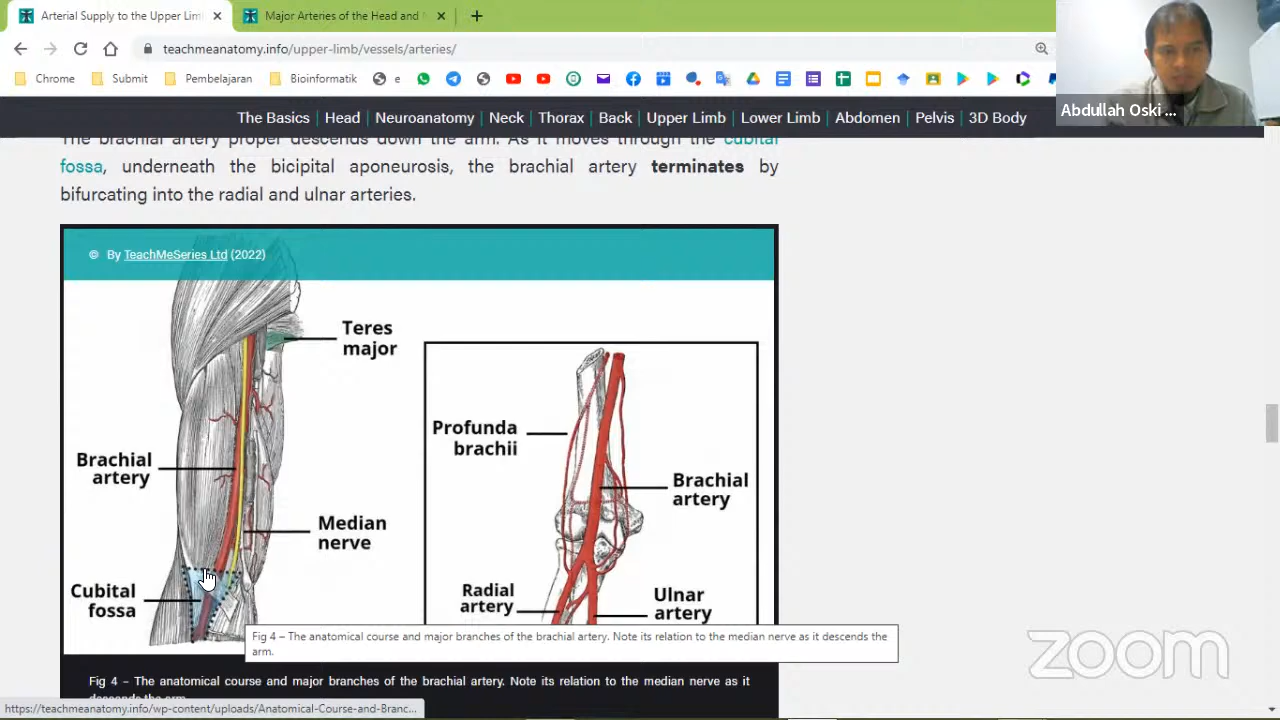 Arterial Supply to the Upper Lim
Major Arteries of the Head and
teachmeanatomy.info/upper-limb/vessels/arteries/
Chrome
Submit
Pembelajaran
Bioinformatik
e
Abdullah Oski ...
The Basics | Head | Neuroanatomy | Neck | Thorax | Back | Upper Limb | Lower Limb | Abdomen | Pelvis | 3D Body
The brachial artery proper descends down the arm. As it moves through the cubital
fossa, underneath the bicipital aponeurosis, the brachial artery terminates by
bifurcating into the radial and ulnar arteries.
© By TeachMeSeries Ltd (2022)
Teres
major
Brachial
artery
Median
nerve
Cubital
fossa
Profunda
brachii
Brachial
artery
Radial
artery
Ulnar
artery
Fig 4 – The anatomical course and major branches of the brachial artery. Note its relation to the median nerve as it descends the
arm.
Fig 4 – The anatomical course and major branches of the brachial artery. Note its relation to the median nerve as it
descends the arm.
https://teachmeanatomy.info/wp-content/uploads/Anatomical-Course-and-Branc...
zoom